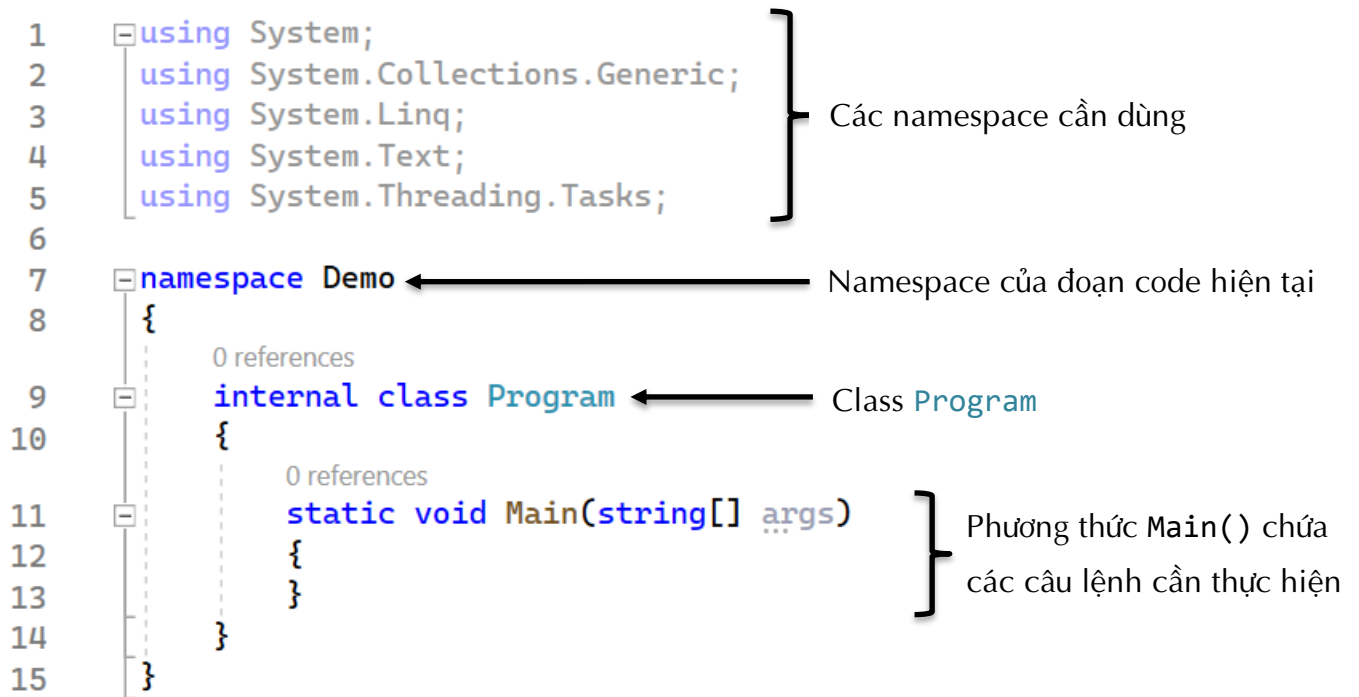 1 using System;
2 using System.Collections.Generic;
3 using System.Linq;
4 using System.Text;
5 using System.Threading.Tasks;
Các namespace cần dùng
6
7 namespace Demo
Namespace của đoạn code hiện tại
8 {
0 references
9 internal class Program
Class Program
10 {
0 references
11 static void Main(string[] args)
12 {
13 }
Phương thức Main() chứa
các câu lệnh cần thực hiện
14 }
15 }